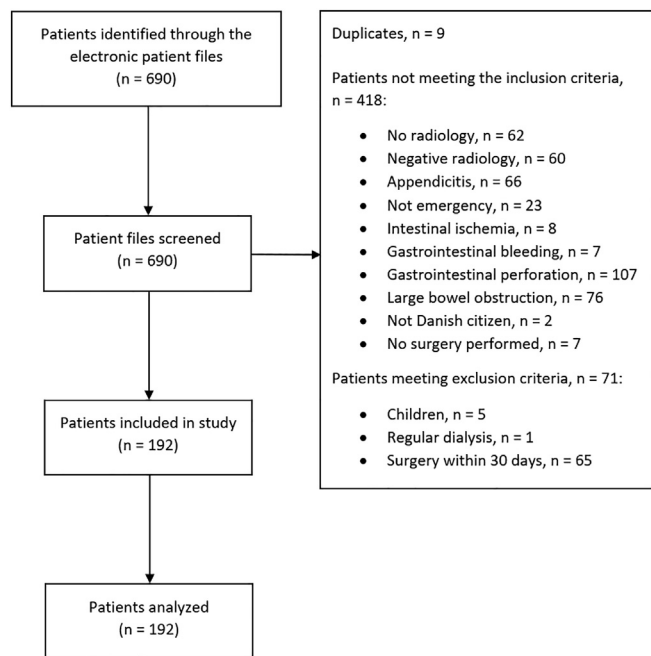 Patients identified through the
electronic patient files
(n = 690)
Patient files screened
(n = 690)
Patients included in study
(n = 192)
Patients analyzed
(n = 192)
Duplicates, n = 9
Patients not meeting the inclusion criteria,
n = 418:
• No radiology, n = 62
• Negative radiology, n = 60
• Appendicitis, n = 66
• Not emergency, n = 23
• Intestinal ischemia, n = 8
• Gastrointestinal bleeding, n = 7
• Gastrointestinal perforation, n = 107
• Large bowel obstruction, n = 76
• Not Danish citizen, n = 2
• No surgery performed, n = 7
Patients meeting exclusion criteria, n = 71:
• Children, n = 5
• Regular dialysis, n = 1
• Surgery within 30 days, n = 65